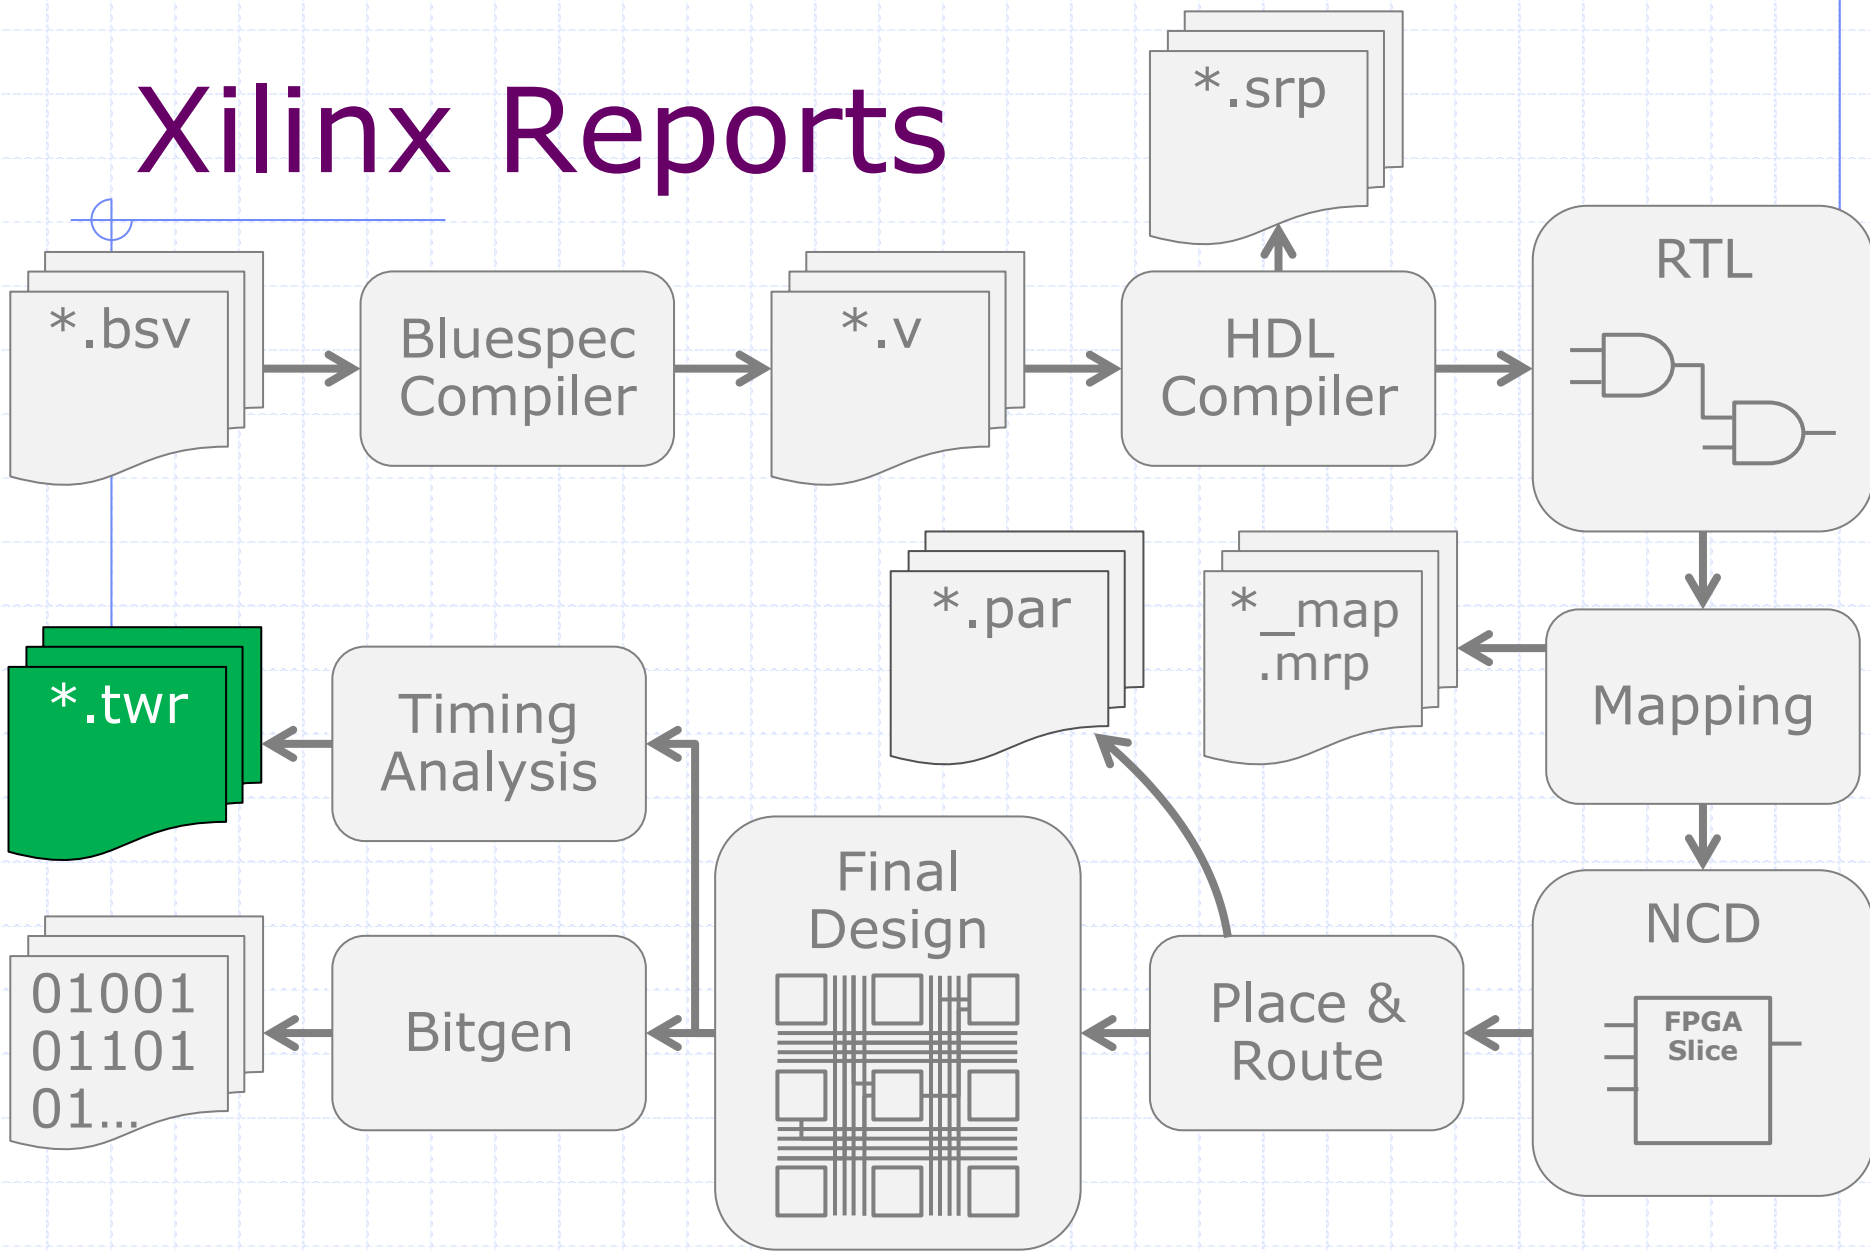 Xilinx Reports
*.srp
*.bsv
Bluespec
Compiler
*.v
HDL
Compiler
RTL
*.twr
Timing
Analysis
*.par
*_map
.mrp
Mapping
01001
01101
01...
Bitgen
Final
Design
Place &
Route
NCD
FPGA
Slice